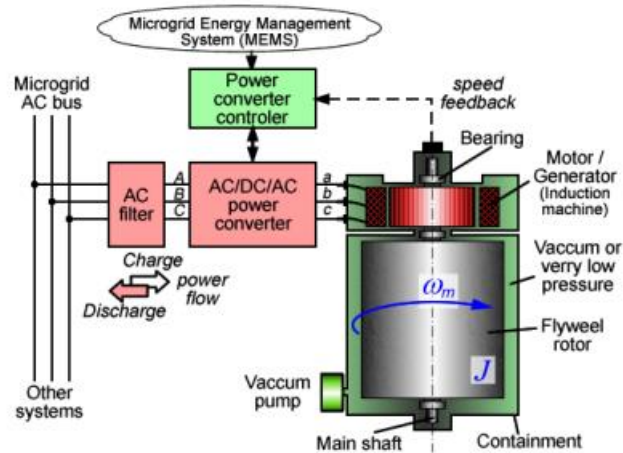 Microgrid Energy Management
System (MEMS)
Microgrid
AC bus
Power
converter
controler
speed
feedback
Bearing
Motor /
Generator
(Induction
machine)
AC
filter
A
B
C
AC/DC/AC
power
converter
a
b
c
Charge
power
flow
Discharge
Vaccum or
verry low
pressure
ωm
Flyweel
rotor
J
Vaccum
pump
Other
systems
Main shaft
Containment